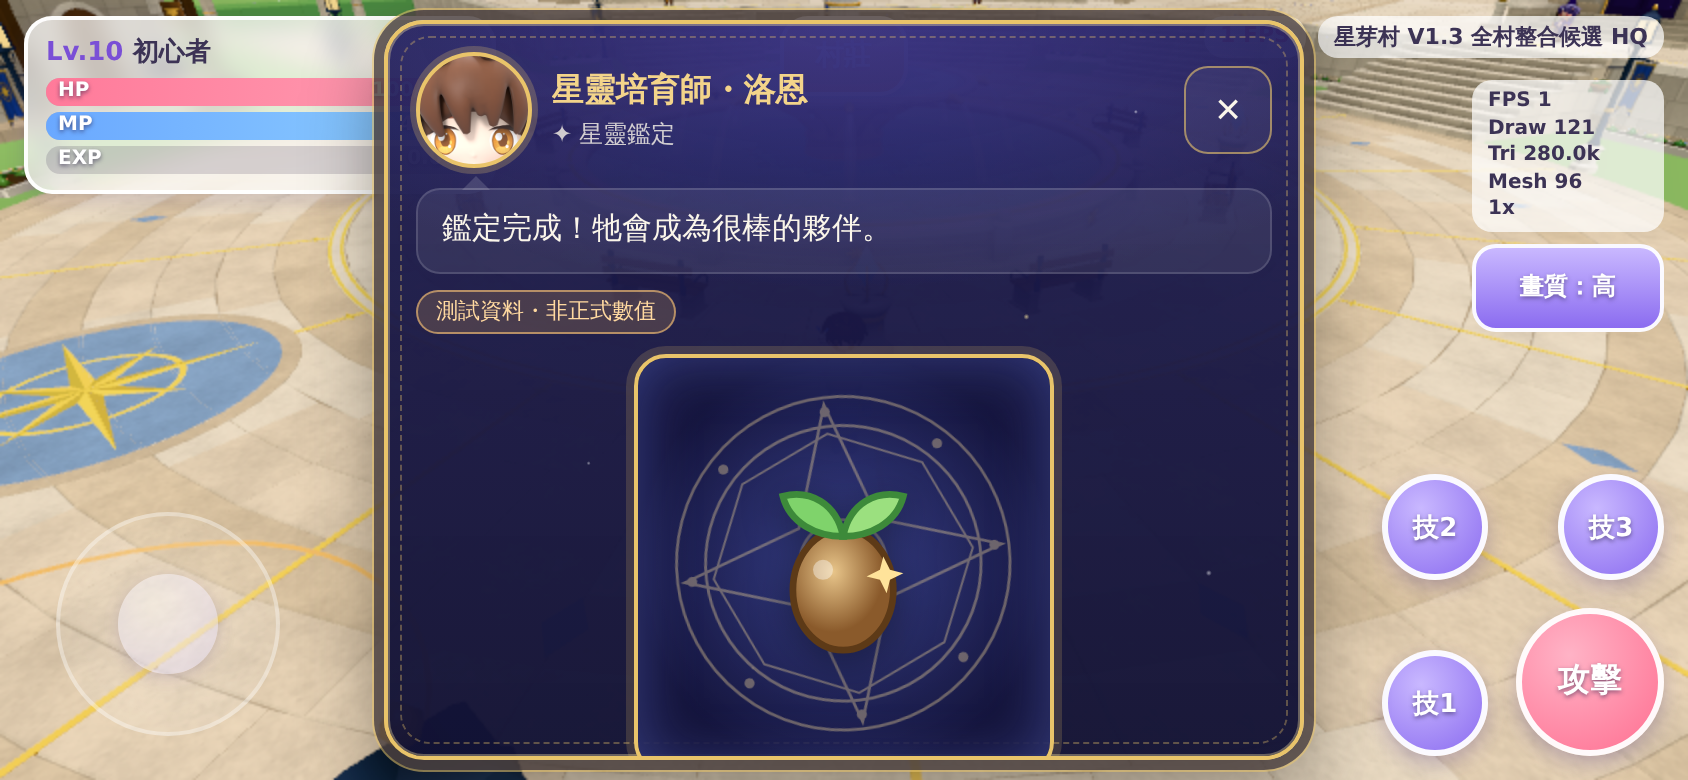 Lv.10 初心者
HP
MP
EXP
星靈培育師・洛恩
✦ 星靈鑑定
×
鑑定完成！牠會成為很棒的夥伴。
測試資料・非正式數值
星芽村 V1.3 全村整合候選 HQ
FPS 1
Draw 121
Tri 280.0k
Mesh 96
1x
畫質：高
技2
技3
技1
攻擊